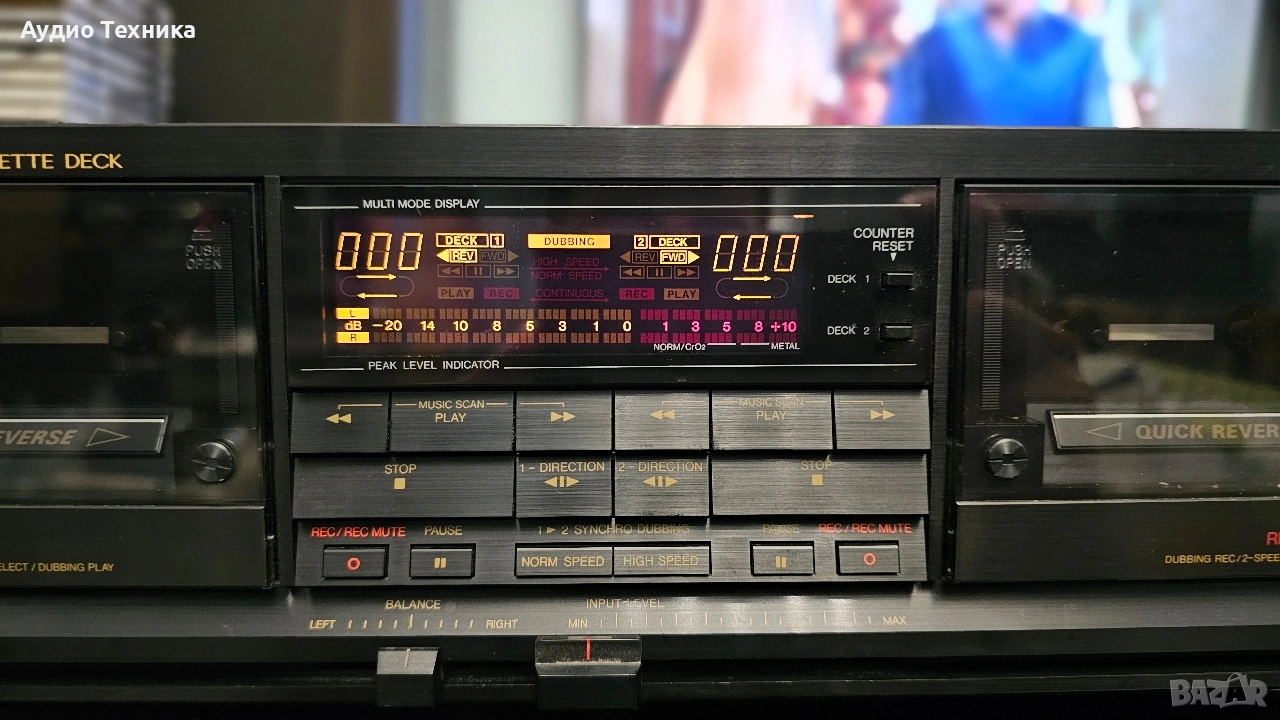 Аудио Техника
ETTE DECK
MULTI MODE DISPLAY
PUSH OPEN
000 DECK 1 DUBBING 2 DECK 000
REV FWD HIGH SPEED REV FWD
NORM SPEED
PLAY REC CONTINUOUS REC PLAY
L
dB -20 14 10 8 5 3 1 0 1 3 5 8 +10
R
NORM/CrO₂ METAL
PEAK LEVEL INDICATOR
COUNTER
RESET
DECK 1
DECK 2
PUSH OPEN
EVERSE
QUICK REVER
MUSIC SCAN
PLAY
MUSIC SCAN
PLAY
STOP
1 - DIRECTION
2 - DIRECTION
STOP
REC/REC MUTE PAUSE 1 ▶ 2 SYNCHRO DUBBING PAUSE REC/REC MUTE
NORM SPEED HIGH SPEED
ELECT / DUBBING PLAY
DUBBING REC/2-SPEE
BALANCE
LEFT RIGHT
INPUT LEVEL
MIN MAX
BAZAR